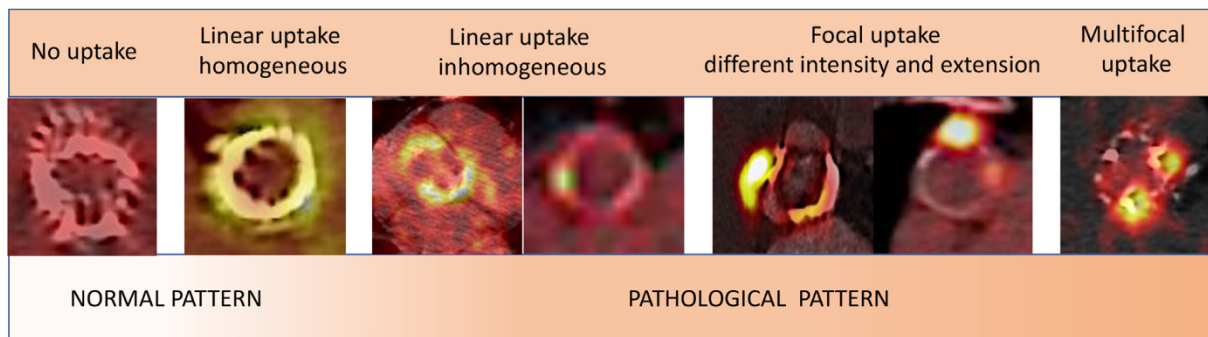 No uptake
Linear uptake
homogeneous
Linear uptake
inhomogeneous
Focal uptake
different intensity and extension
Multifocal
uptake
NORMAL PATTERN
PATHOLOGICAL PATTERN